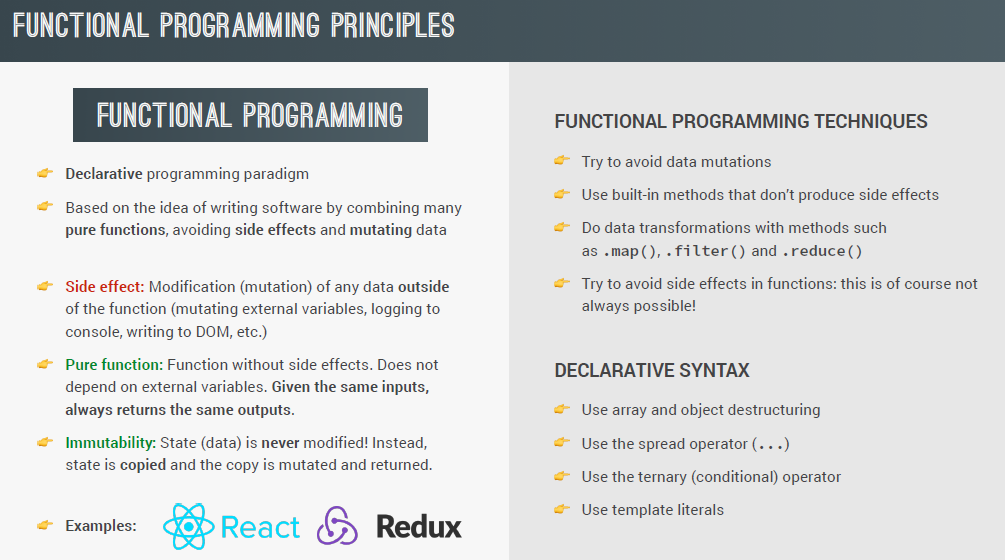 FUNCTIONAL PROGRAMMING PRINCIPLES
FUNCTIONAL PROGRAMMING
Declarative programming paradigm
Based on the idea of writing software by combining many
pure functions, avoiding side effects and mutating data
Side effect: Modification (mutation) of any data outside
of the function (mutating external variables, logging to
console, writing to DOM, etc.)
Pure function: Function without side effects. Does not
depend on external variables. Given the same inputs,
always returns the same outputs.
Immutability: State (data) is never modified! Instead,
state is copied and the copy is mutated and returned.
Examples: React Redux
FUNCTIONAL PROGRAMMING TECHNIQUES
Try to avoid data mutations
Use built-in methods that don’t produce side effects
Do data transformations with methods such
as .map(), .filter() and .reduce()
Try to avoid side effects in functions: this is of course not
always possible!
DECLARATIVE SYNTAX
Use array and object destructuring
Use the spread operator (...)
Use the ternary (conditional) operator
Use template literals